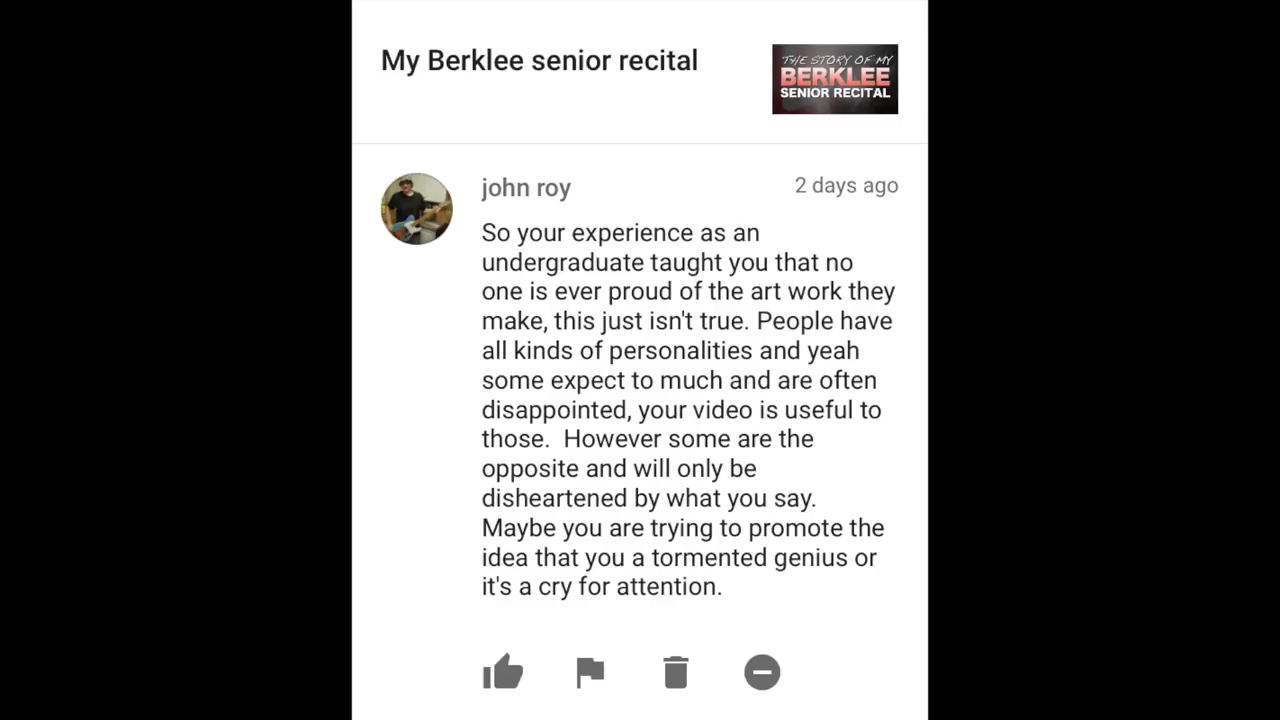 My Berklee senior recital
THE STORY OF MY
BERKLEE
SENIOR RECITAL
john roy
2 days ago
So your experience as an
undergraduate taught you that no
one is ever proud of the art work they
make, this just isn't true. People have
all kinds of personalities and yeah
some expect to much and are often
disappointed, your video is useful to
those.  However some are the
opposite and will only be
disheartened by what you say.
Maybe you are trying to promote the
idea that you a tormented genius or
it's a cry for attention.